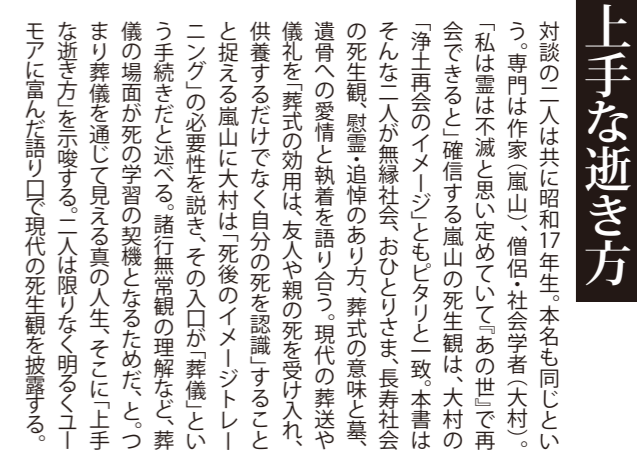 上手な逝き方
対談の二人は共に昭和17年生。本名も同じとい
う。専門は作家（嵐山）、僧侶・社会学者（大村）。
「私は霊は不滅と思い定めていて『あの世』で再
会できると」確信する嵐山の死生観は、大村の
「浄土再会のイメージ」ともピタリと一致。本書は
そんな二人が無縁社会、おひとりさま、長寿社会
の死生観、慰霊・追悼のあり方、葬式の意味と墓、
遺骨への愛情と執着を語り合う。現代の葬送や
儀礼を「葬式の効用は、友人や親の死を受け入れ、
供養するだけでなく自分の死を認識」すること
と捉える嵐山に大村は「死後のイメージトレー
ニング」の必要性を説き、その入口が「葬儀」とい
う手続きだと述べる。諸行無常観の理解など、葬
儀の場面が死の学習の契機となるためだ、と。つ
まり葬儀を通じて見える真の人生、そこに「上手
な逝き方」を示唆する。二人は限りなく明るくユー
モアに富んだ語り口で現代の死生観を披露する。